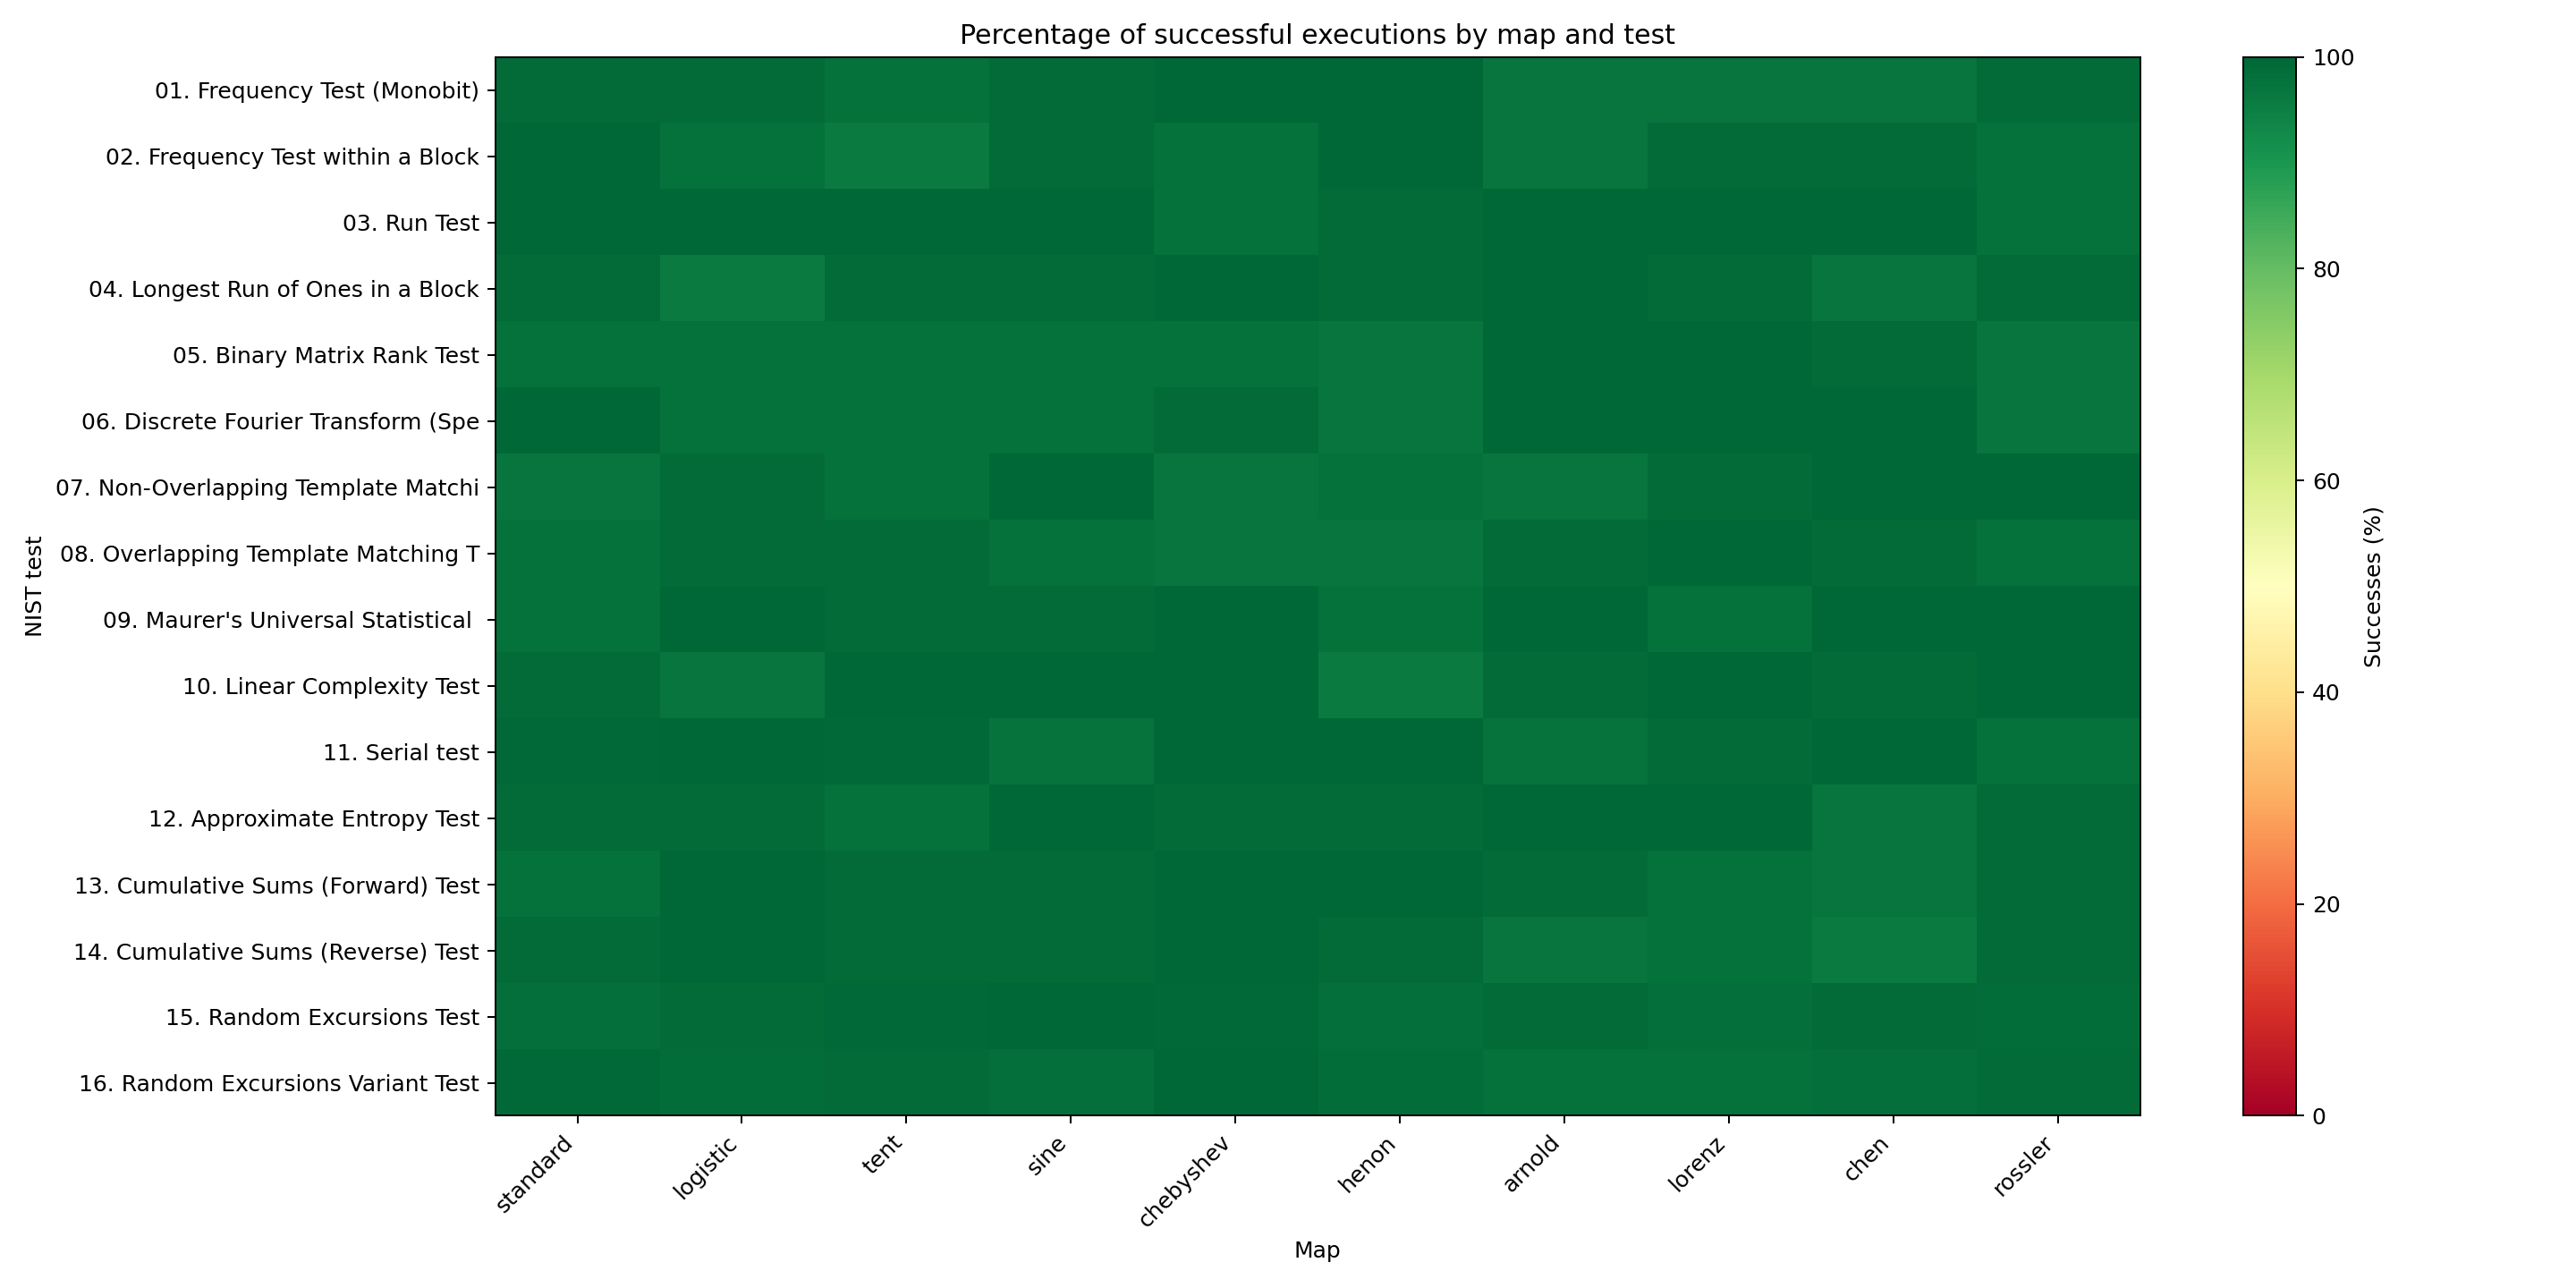 Percentage of successful executions by map and test
NIST test
01. Frequency Test (Monobit)
02. Frequency Test within a Block
03. Run Test
04. Longest Run of Ones in a Block
05. Binary Matrix Rank Test
06. Discrete Fourier Transform (Spe
07. Non-Overlapping Template Matchi
08. Overlapping Template Matching T
09. Maurer's Universal Statistical
10. Linear Complexity Test
11. Serial test
12. Approximate Entropy Test
13. Cumulative Sums (Forward) Test
14. Cumulative Sums (Reverse) Test
15. Random Excursions Test
16. Random Excursions Variant Test
standard
logistic
tent
sine
chebyshev
henon
arnold
lorenz
chen
rossler
Map
100
80
60
40
20
0
Successes (%)